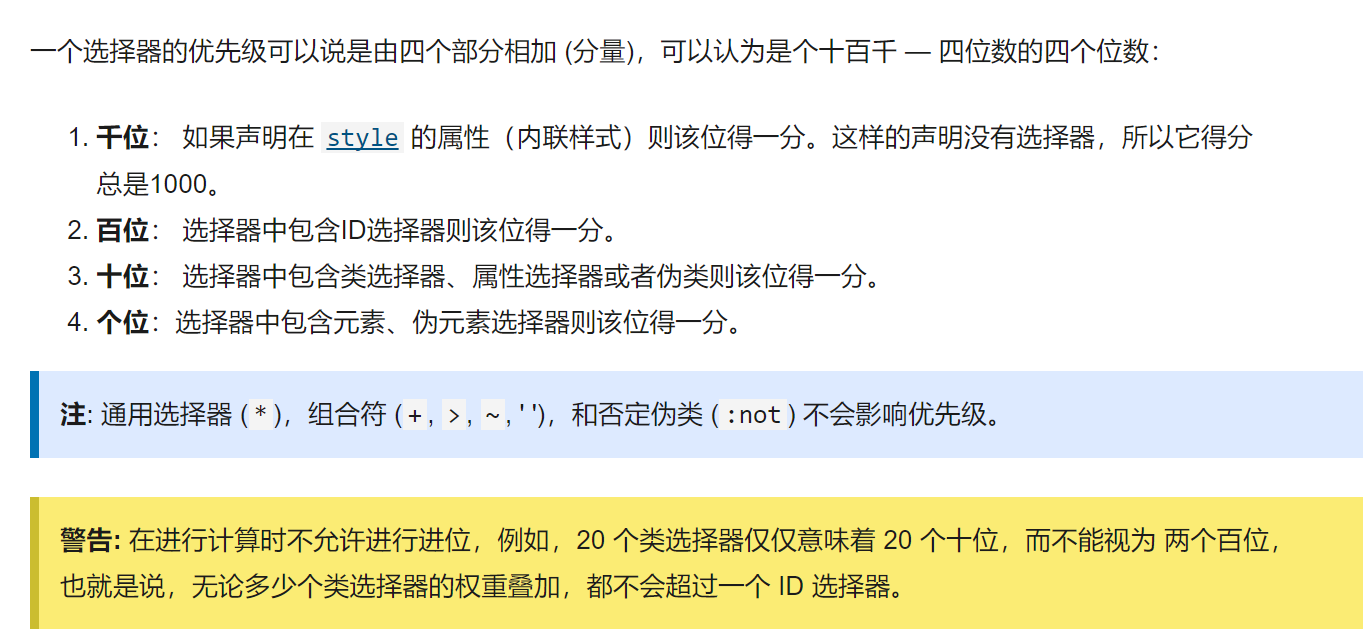 一个选择器的优先级可以说是由四个部分相加 (分量)，可以认为是个十百千 — 四位数的四个位数：
1. 千位： 如果声明在 style 的属性（内联样式）则该位得一分。这样的声明没有选择器，所以它得分
总是1000。
2. 百位： 选择器中包含ID选择器则该位得一分。
3. 十位： 选择器中包含类选择器、属性选择器或者伪类则该位得一分。
4. 个位：选择器中包含元素、伪元素选择器则该位得一分。
注: 通用选择器 (*)，组合符 (+, >, ~, ' ')，和否定伪类 (:not) 不会影响优先级。
警告: 在进行计算时不允许进行进位，例如，20 个类选择器仅仅意味着 20 个十位，而不能视为 两个百位，
也就是说，无论多少个类选择器的权重叠加，都不会超过一个 ID 选择器。